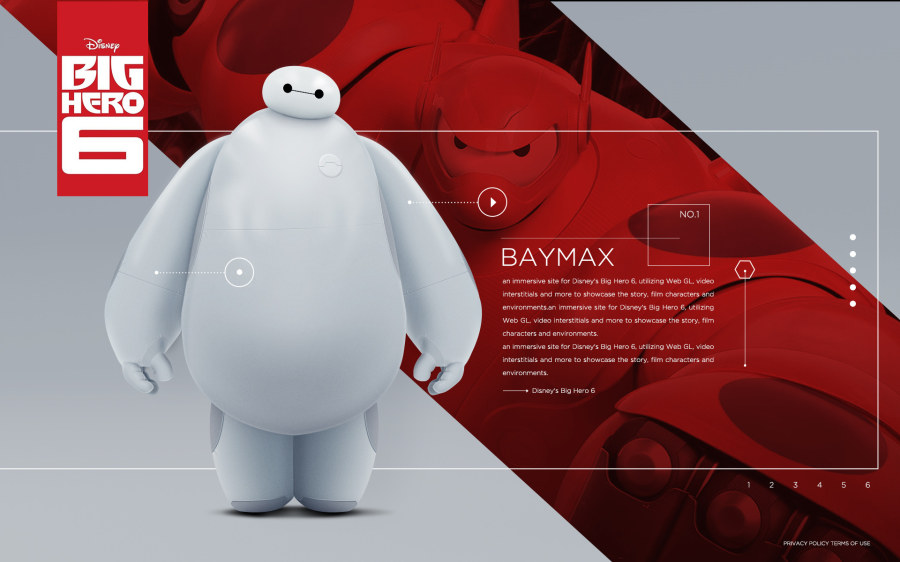 Disney
BIG
HERO
6
NO.1
BAYMAX
an immersive site for Disney's Big Hero 6, utilizing Web GL, video
interstitials and more to showcase the story, film characters and
environments.an immersive site for Disney's Big Hero 6, utilizing
Web GL, video interstitials and more to showcase the story, film
characters and environments.
an immersive site for Disney's Big Hero 6, utilizing Web GL, video
interstitials and more to showcase the story, film characters and
environments.
Disney's Big Hero 6
1 2 3 4 5 6
PRIVACY POLICY TERMS OF USE